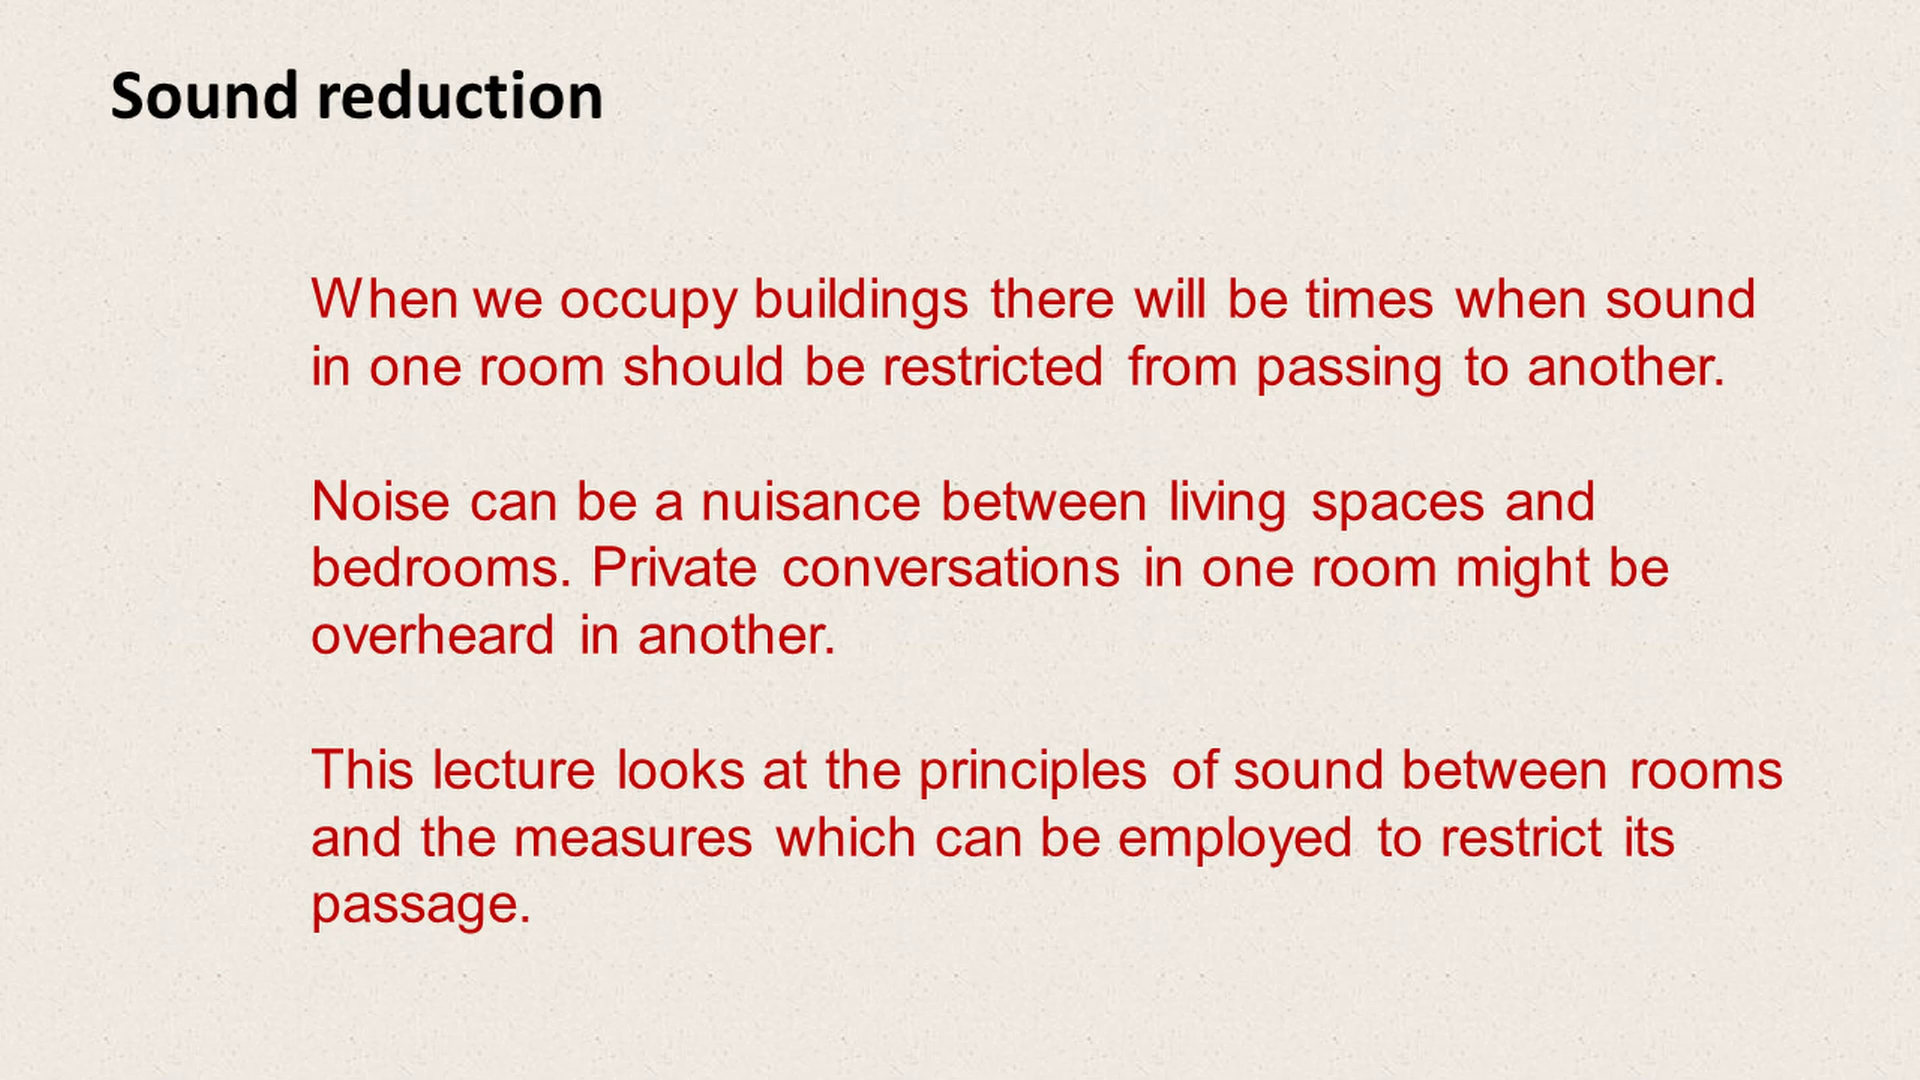 Sound reduction
When we occupy buildings there will be times when sound
in one room should be restricted from passing to another.
Noise can be a nuisance between living spaces and
bedrooms. Private conversations in one room might be
overheard in another.
This lecture looks at the principles of sound between rooms
and the measures which can be employed to restrict its
passage.